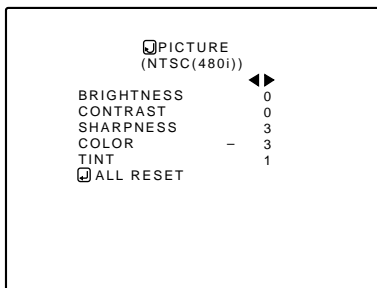 PICTURE
(NTSC(480i))
◀▶
BRIGHTNESS 0
CONTRAST 0
SHARPNESS 3
COLOR – 3
TINT 1
ALL RESET